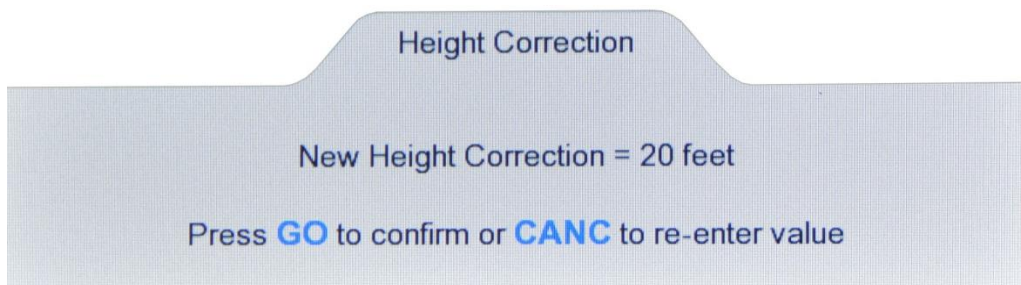 Height Correction
New Height Correction = 20 feet
Press GO to confirm or CANC to re-enter value